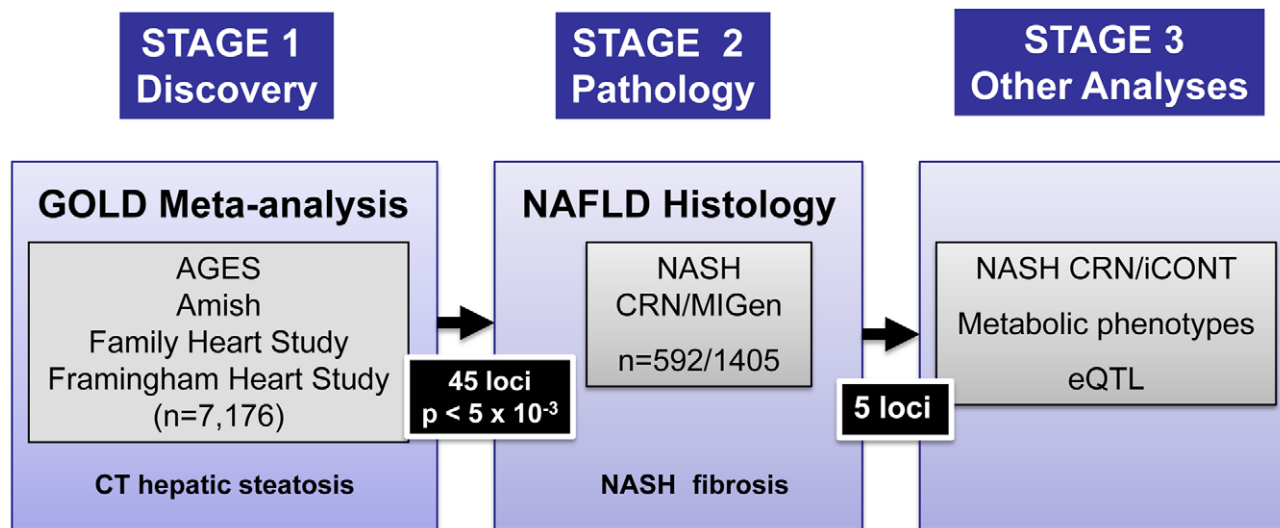 STAGE 1
Discovery
STAGE 2
Pathology
STAGE 3
Other Analyses
GOLD Meta-analysis
AGES
Amish
Family Heart Study
Framingham Heart Study
(n=7,176)
CT hepatic steatosis
45 loci
p < 5 x 10⁻³
NAFLD Histology
NASH
CRN/MIGen
n=592/1405
NASH fibrosis
5 loci
NASH CRN/iCONT
Metabolic phenotypes
eQTL